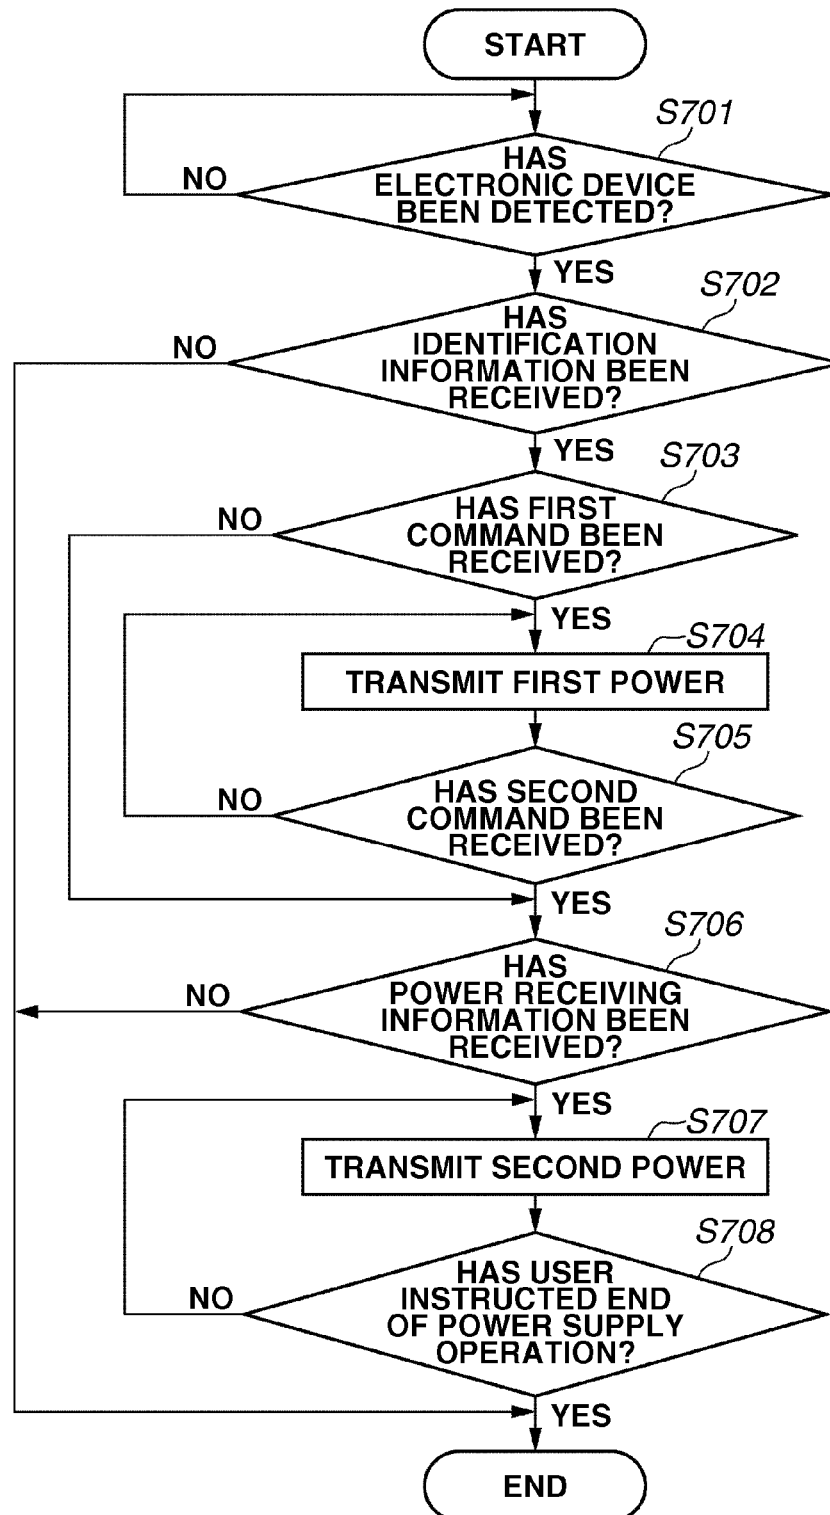 START
S701
HAS
ELECTRONIC DEVICE
BEEN DETECTED?
NO
YES
S702
HAS
IDENTIFICATION
INFORMATION BEEN
RECEIVED?
NO
YES
S703
HAS FIRST
COMMAND BEEN
RECEIVED?
NO
YES
S704
TRANSMIT FIRST POWER
S705
HAS SECOND
COMMAND BEEN
RECEIVED?
NO
YES
S706
HAS
POWER RECEIVING
INFORMATION BEEN
RECEIVED?
NO
YES
S707
TRANSMIT SECOND POWER
S708
HAS USER
INSTRUCTED END
OF POWER SUPPLY
OPERATION?
NO
YES
END